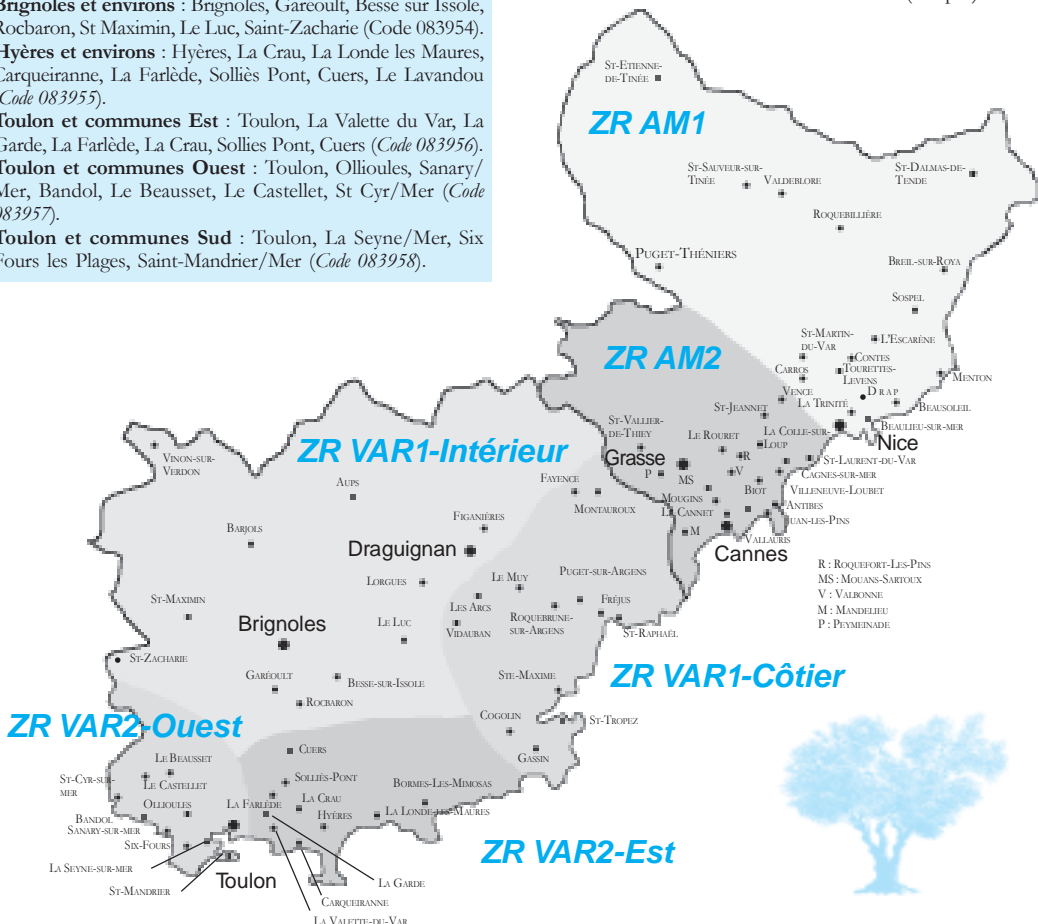 Brignoles et environs : Brignoles, Garéoult, Besse sur Issole,
Rocbaron, St Maximin, Le Luc, Saint-Zacharie (Code 083954).
Hyères et environs : Hyères, La Crau, La Londe les Maures,
Carqueiranne, La Farlède, Solliès Pont, Cuers, Le Lavandou
(Code 083955).
Toulon et communes Est : Toulon, La Valette du Var, La
Garde, La Farlède, La Crau, Sollies Pont, Cuers (Code 083956).
Toulon et communes Ouest : Toulon, Ollioules, Sanary/
Mer, Bandol, Le Beausset, Le Castellet, St Cyr/Mer (Code
083957).
Toulon et communes Sud : Toulon, La Seyne/Mer, Six
Fours les Plages, Saint-Mandrier/Mer (Code 083958).
ST-ETIENNE-
DE-TINÉE
ZR AM1
ST-SAUVEUR-SUR-
TINÉE
VALDEBLORE
ST-DALMAS-DE-
TENDE
ROQUEBILLIÈRE
PUGET-THÉNIERS
BREIL-SUR-ROYA
SOSPEL
ST-MARTIN-
DU-VAR
L'ESCARÈNE
ZR AM2
CONTES
CARROS
TOURETTES-
LEVENS
MENTON
VENCE
DRAP
LA TRINITÉ
BEAUSOLEIL
ST-JEANNET
BEAULIEU-SUR-MER
ST-VALLIER-
DE-THIEY
LE ROURET
LA COLLE-SUR-
LOUP
Nice
ZR VAR1-Intérieur
Grasse
R
ST-LAURENT-DU-VAR
VINON-SUR-
VERDON
P
MS
V
CAGNES-SUR-MER
FAYENCE
AUPS
BIOT
VILLENEUVE-LOUBET
MONTAUROUX
MOUGINS
ANTIBES
LE CANNET
JUAN-LES-PINS
FIGANIÈRES
BARJOLS
M
VALLAURIS
Draguignan
Cannes
R : ROQUEFORT-LES-PINS
MS : MOUANS-SARTOUX
V : VALBONNE
M : MANDELIEU
P : PEYMEINADE
LORGUES
LE MUY
PUGET-SUR-ARGENS
ST-MAXIMIN
LES ARCS
FRÉJUS
Brignoles
LE LUC
VIDAUBAN
ROQUEBRUNE-
SUR-ARGENS
ST-RAPHAËL
ST-ZACHARIE
GARÉOULT
BESSE-SUR-ISSOLE
STE-MAXIME
ZR VAR1-Côtier
ROCBARON
ZR VAR2-Ouest
COGOLIN
ST-TROPEZ
CUERS
GASSIN
LE BEAUSSET
ST-CYR-SUR-
MER
LE CASTELLET
SOLLIÉS-PONT
BORMES-LES-MIMOSAS
OLLIOULES
LA FARLÈDE
LA CRAU
BANDOL
HYÈRES
LA LONDE-LES-MAURES
SANARY-SUR-MER
SIX-FOURS
ZR VAR2-Est
LA SEYNE-SUR-MER
Toulon
LA GARDE
ST-MANDRIER
CARQUEIRANNE
LA VALETTE-DU-VAR